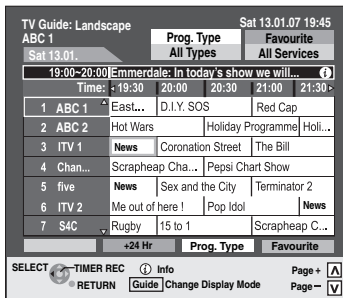 TV Guide: Landscape Sat 13.01.07 19:45
ABC 1 Prog. Type Favourite
Sat 13.01. All Types All Services
19:00~20:00 Emmerdale: In today's show we will... i
Time: 19:30 20:00 20:30 21:00 21:30
1 ABC 1 East... D.I.Y. SOS Red Cap
2 ABC 2 Hot Wars Holiday Programme Holi...
3 ITV 1 News Coronation Street The Bill
4 Chan... Scrapheap Cha... Pepsi Chart Show
5 five News Sex and the City Terminator 2
6 ITV 2 Me out of here ! Pop Idol News
7 S4C Rugby 15 to 1 Scrapheap C...
+24 Hr Prog. Type Favourite
SELECT TIMER REC i Info Page +
RETURN Guide Change Display Mode Page −